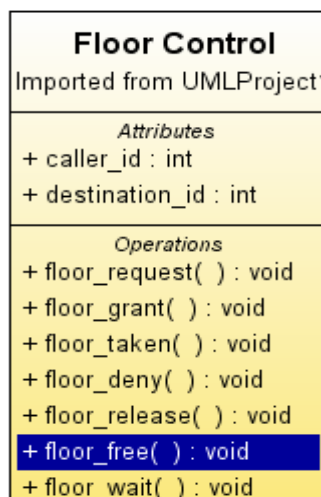 Floor Control
Imported from UMLProject1
Attributes
+ caller_id : int
+ destination_id : int
Operations
+ floor_request( ) : void
+ floor_grant( ) : void
+ floor_taken( ) : void
+ floor_deny( ) : void
+ floor_release( ) : void
+ floor_free( ) : void
+ floor_wait( ) : void